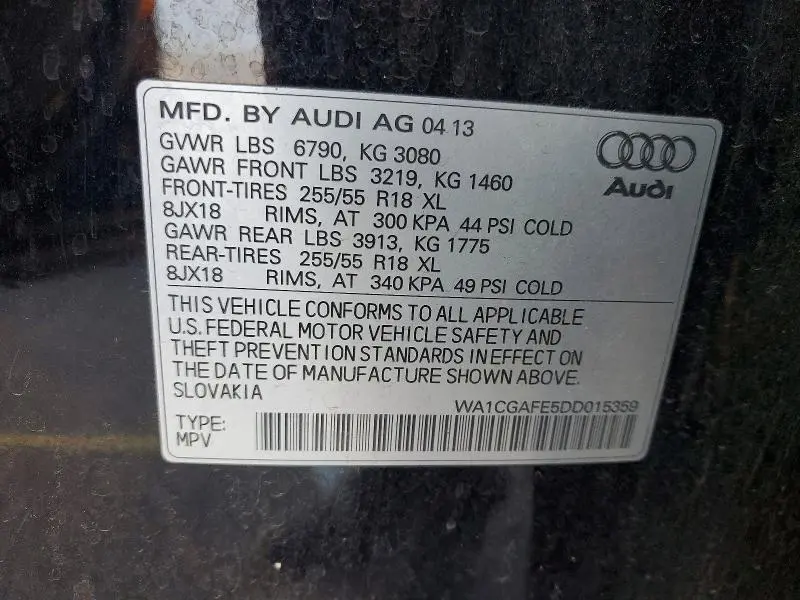 MFD. BY AUDI AG 04 13
GVWR LBS 6790, KG 3080
GAWR FRONT LBS 3219, KG 1460
FRONT-TIRES 255/55 R18 XL
8JX18 RIMS, AT 300 KPA 44 PSI COLD
GAWR REAR LBS 3913, KG 1775
REAR-TIRES 255/55 R18 XL
8JX18 RIMS, AT 340 KPA 49 PSI COLD
Audi
THIS VEHICLE CONFORMS TO ALL APPLICABLE
U.S. FEDERAL MOTOR VEHICLE SAFETY AND
THEFT PREVENTION STANDARDS IN EFFECT ON
THE DATE OF MANUFACTURE SHOWN ABOVE.
SLOVAKIA
WA1CGAFE5DD015359
TYPE:
MPV